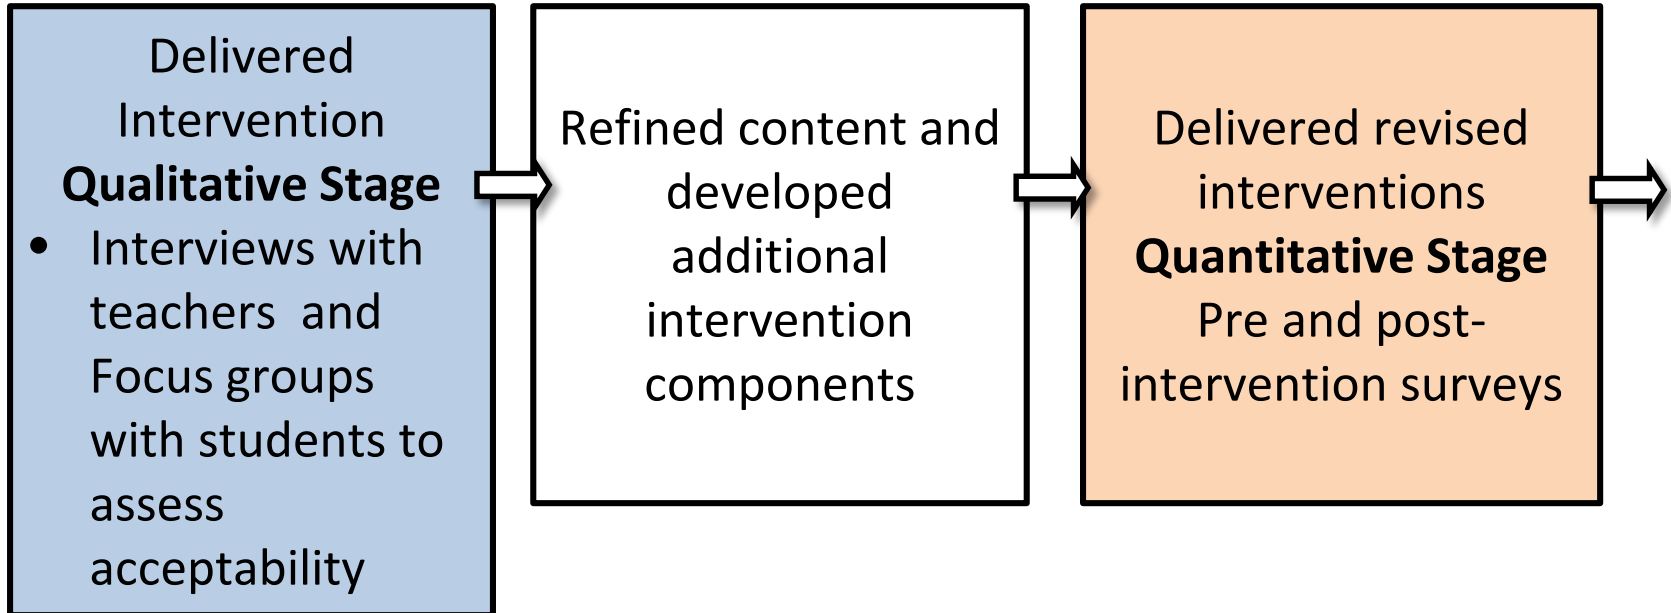 Delivered
Intervention
Qualitative Stage
• Interviews with
teachers  and
Focus groups
with students to
assess
acceptability
Refined content and
developed
additional
intervention
components
Delivered revised
interventions
Quantitative Stage
Pre and post-
intervention surveys